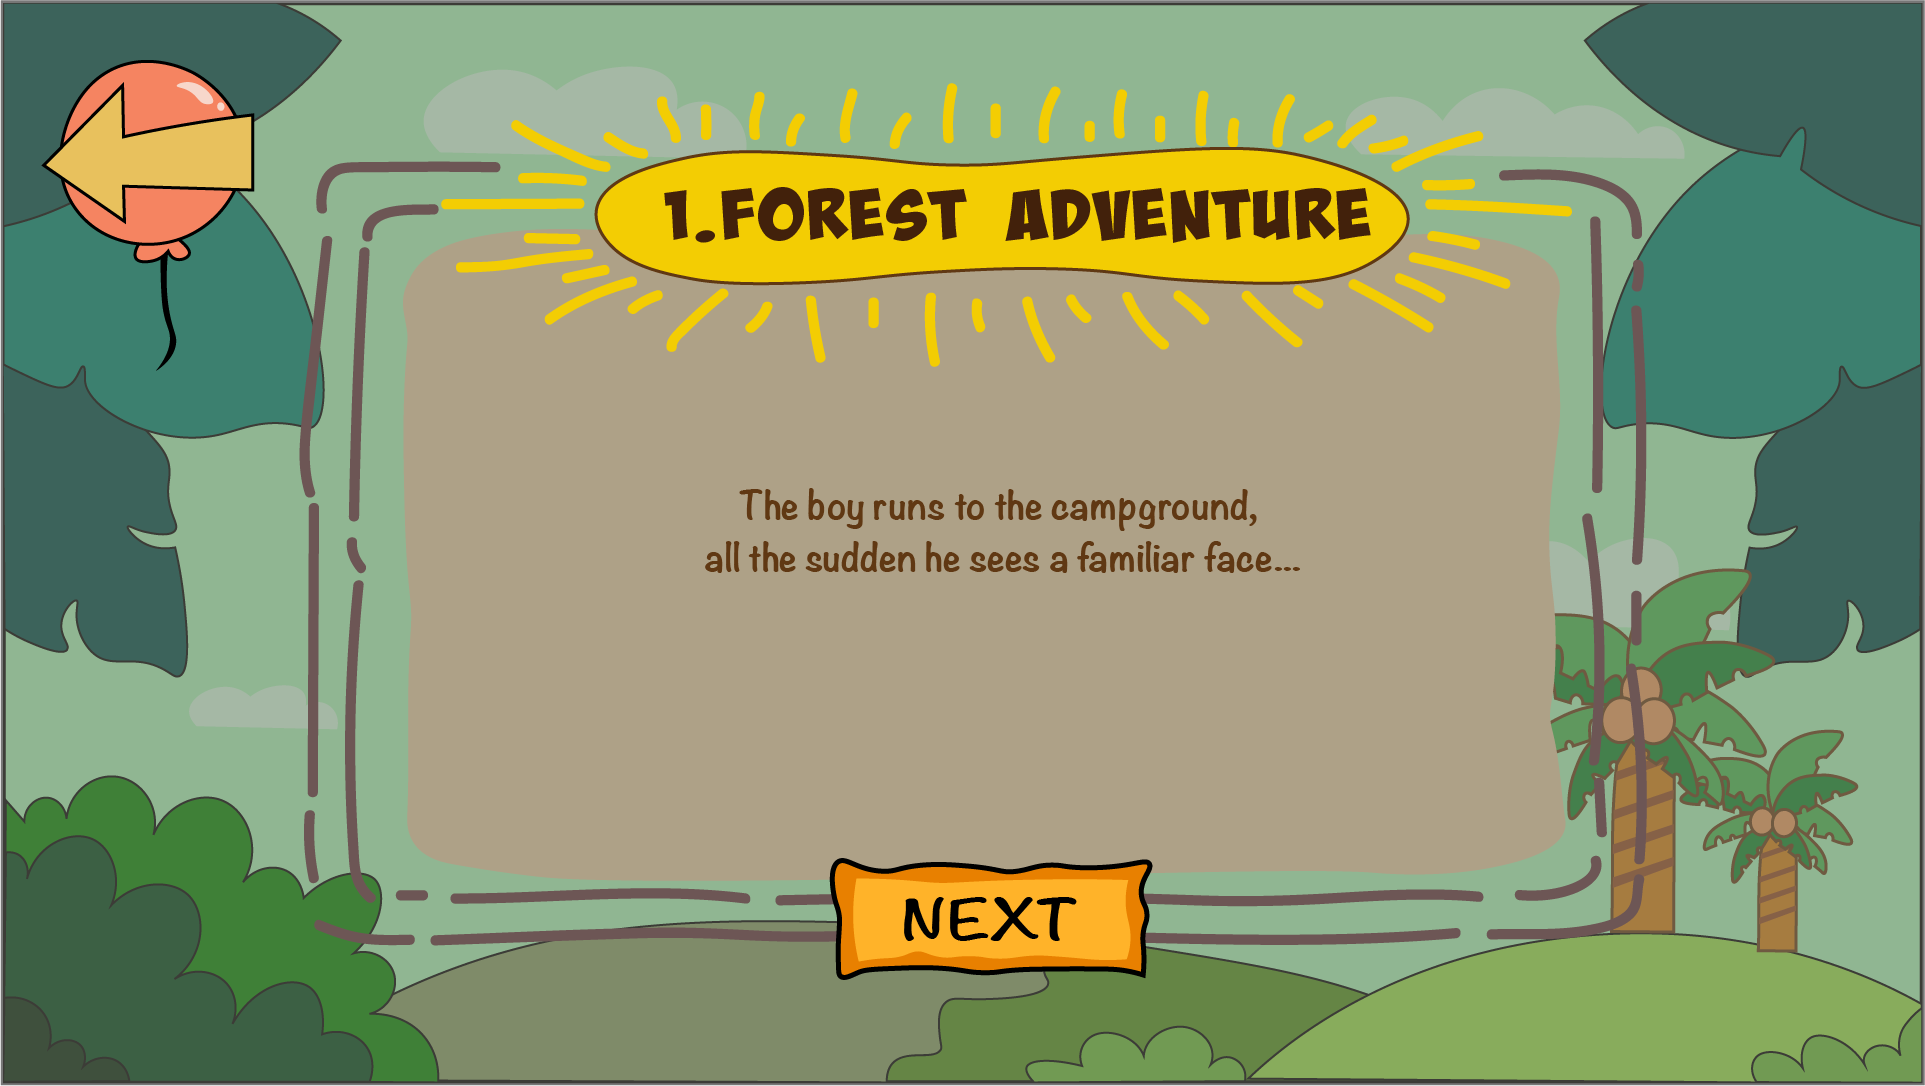 1.FOREST ADVENTURE
The boy runs to the campground,
all the sudden he sees a familiar face...
NEXT